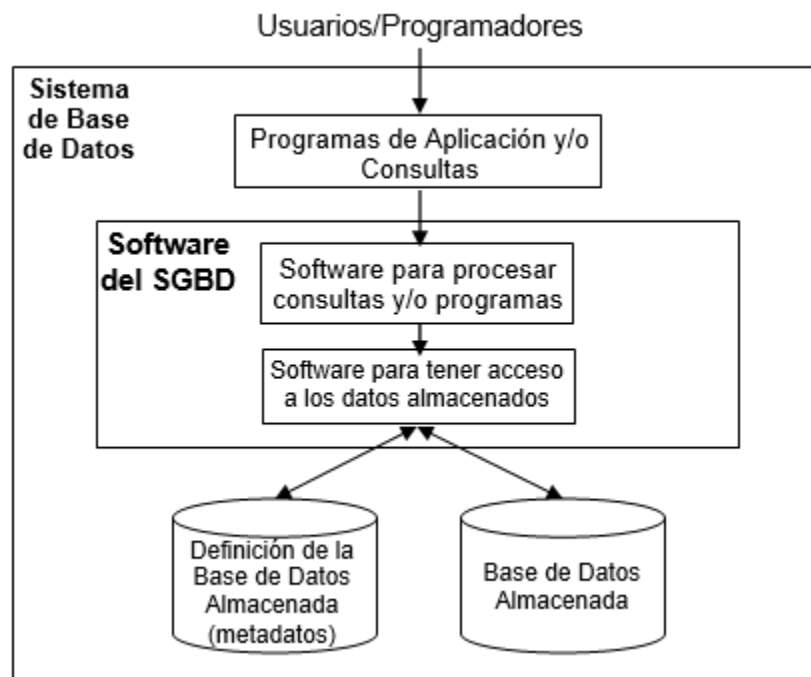 Usuarios/Programadores
Sistema
de Base
de Datos
Programas de Aplicación y/o
Consultas
Software
del SGBD
Software para procesar
consultas y/o programas
Software para tener acceso
a los datos almacenados
Definición de la
Base de Datos
Almacenada
(metadatos)
Base de Datos
Almacenada